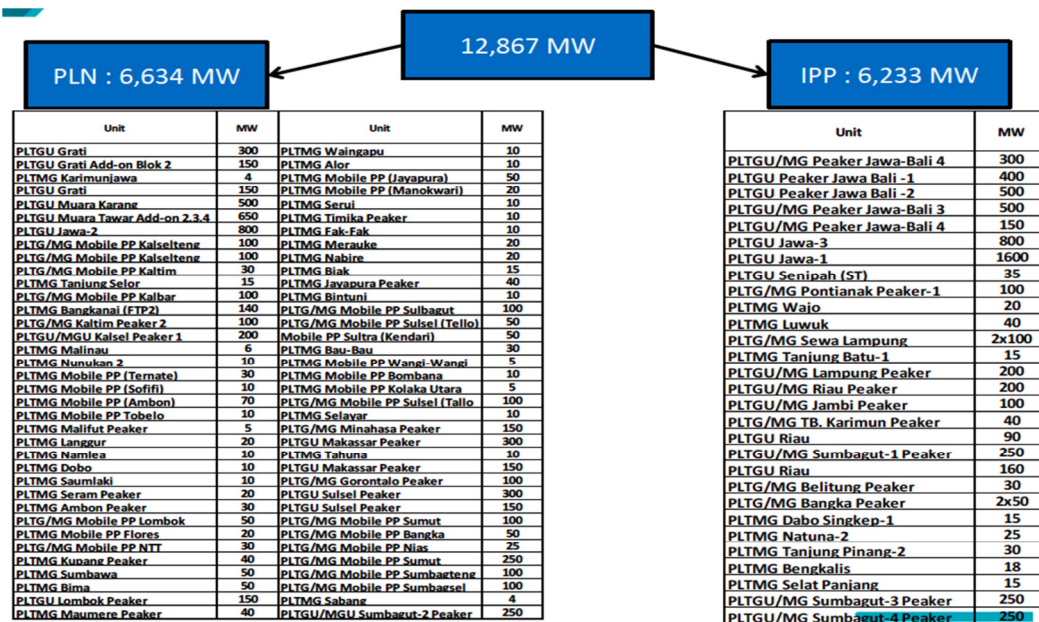 12,867 MW
PLN : 6,634 MW
IPP : 6,233 MW
Unit MW Unit MW
PLTGU Grati 300 PLTMG Waingapu 10
PLTGU Grati Add-on Blok 2 150 PLTMG Alor 10
PLTMG Karimunjawa 4 PLTMG Mobile PP (Jayapura) 50
PLTGU Grati 150 PLTMG Mobile PP (Manokwari) 20
PLTGU Muara Karang 500 PLTMG Serui 10
PLTGU Muara Tawar Add-on 2,3,4 650 PLTMG Timika Peaker 10
PLTGU Jawa-2 800 PLTMG Fak-Fak 10
PLTG/MG Mobile PP Kalselteng 100 PLTMG Merauke 20
PLTG/MG Mobile PP Kalselteng 100 PLTMG Nabire 20
PLTG/MG Mobile PP Kaltim 30 PLTMG Biak 15
PLTMG Tanjung Selor 15 PLTMG Jayapura Peaker 40
PLTG/MG Mobile PP Kalbar 100 PLTMG Bintuni 10
PLTMG Bangkanai (FTP2) 140 PLTG/MG Mobile PP Sulbagut 100
PLTG/MG Kaltim Peaker 2 100 PLTG/MG Mobile PP Sulsel (Tello) 50
PLTGU/MGU Kalsel Peaker 1 200 Mobile PP Sultra (Kendari) 50
PLTMG Malinau 6 PLTMG Bau-Bau 30
PLTMG Nunukan 2 10 PLTMG Mobile PP Wangi-Wangi 5
PLTMG Mobile PP (Ternate) 30 PLTMG Mobile PP Bombana 10
PLTMG Mobile PP (Sofifi) 10 PLTMG Mobile PP Kolaka Utara 5
PLTMG Mobile PP (Ambon) 70 PLTG/MG Mobile PP Sulsel (Tallo 100
PLTMG Mobile PP Tobelo 10 PLTMG Selayar 10
PLTMG Malifut Peaker 5 PLTG/MG Minahasa Peaker 150
PLTMG Langgur 20 PLTGU Makassar Peaker 300
PLTMG Namlea 10 PLTMG Tahuna 10
PLTMG Dobo 10 PLTGU Makassar Peaker 150
PLTMG Saumlaki 10 PLTG/MG Gorontalo Peaker 100
PLTMG Seram Peaker 20 PLTGU Sulsel Peaker 300
PLTMG Ambon Peaker 30 PLTGU Sulsel Peaker 150
PLTG/MG Mobile PP Lombok 50 PLTG/MG Mobile PP Sumut 100
PLTMG Mobile PP Flores 20 PLTG/MG Mobile PP Bangka 50
PLTG/MG Mobile PP NTT 30 PLTG/MG Mobile PP Nias 25
PLTMG Kupang Peaker 40 PLTG/MG Mobile PP Sumut 250
PLTMG Sumbawa 50 PLTG/MG Mobile PP Sumbagteng 100
PLTMG Bima 50 PLTG/MG Mobile PP Sumbagsel 100
PLTGU Lombok Peaker 150 PLTMG Sabang 4
PLTMG Maumere Peaker 40 PLTGU/MGU Sumbagut-2 Peaker 250
Unit MW
PLTGU/MG Peaker Jawa-Bali 4 300
PLTGU Peaker Jawa Bali -1 400
PLTGU Peaker Jawa Bali -2 500
PLTGU/MG Peaker Jawa-Bali 3 500
PLTGU/MG Peaker Jawa-Bali 4 150
PLTGU Jawa-3 800
PLTGU Jawa-1 1600
PLTGU Senipah (ST) 35
PLTG/MG Pontianak Peaker-1 100
PLTMG Wajo 20
PLTMG Luwuk 40
PLTG/MG Sewa Lampung 2x100
PLTMG Tanjung Batu-1 15
PLTGU/MG Lampung Peaker 200
PLTGU/MG Riau Peaker 200
PLTGU/MG Jambi Peaker 100
PLTG/MG TB. Karimun Peaker 40
PLTGU Riau 90
PLTGU/MG Sumbagut-1 Peaker 250
PLTGU Riau 160
PLTG/MG Belitung Peaker 30
PLTG/MG Bangka Peaker 2x50
PLTMG Dabo Singkep-1 15
PLTMG Natuna-2 25
PLTMG Tanjung Pinang-2 30
PLTMG Bengkalis 18
PLTMG Selat Panjang 15
PLTGU/MG Sumbagut-3 Peaker 250
PLTGU/MG Sumbagut-4 Peaker 250